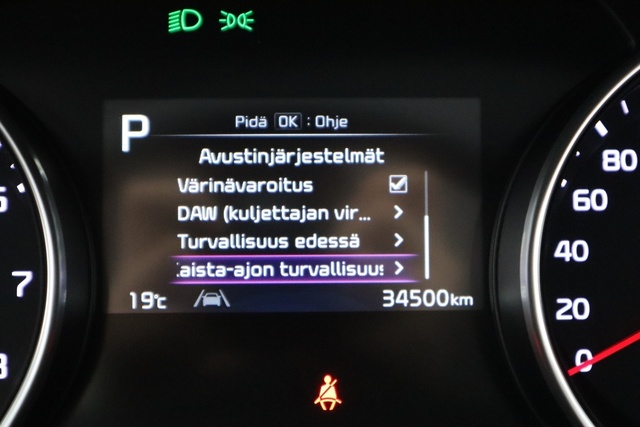 P
Pidä OK : Ohje
Avustinjärjestelmät
Värinävaroitus
DAW (kuljettajan vir...
Turvallisuus edessä
aista-ajon turvallisuus
19°C
34500km
7
80
60
40
20
0